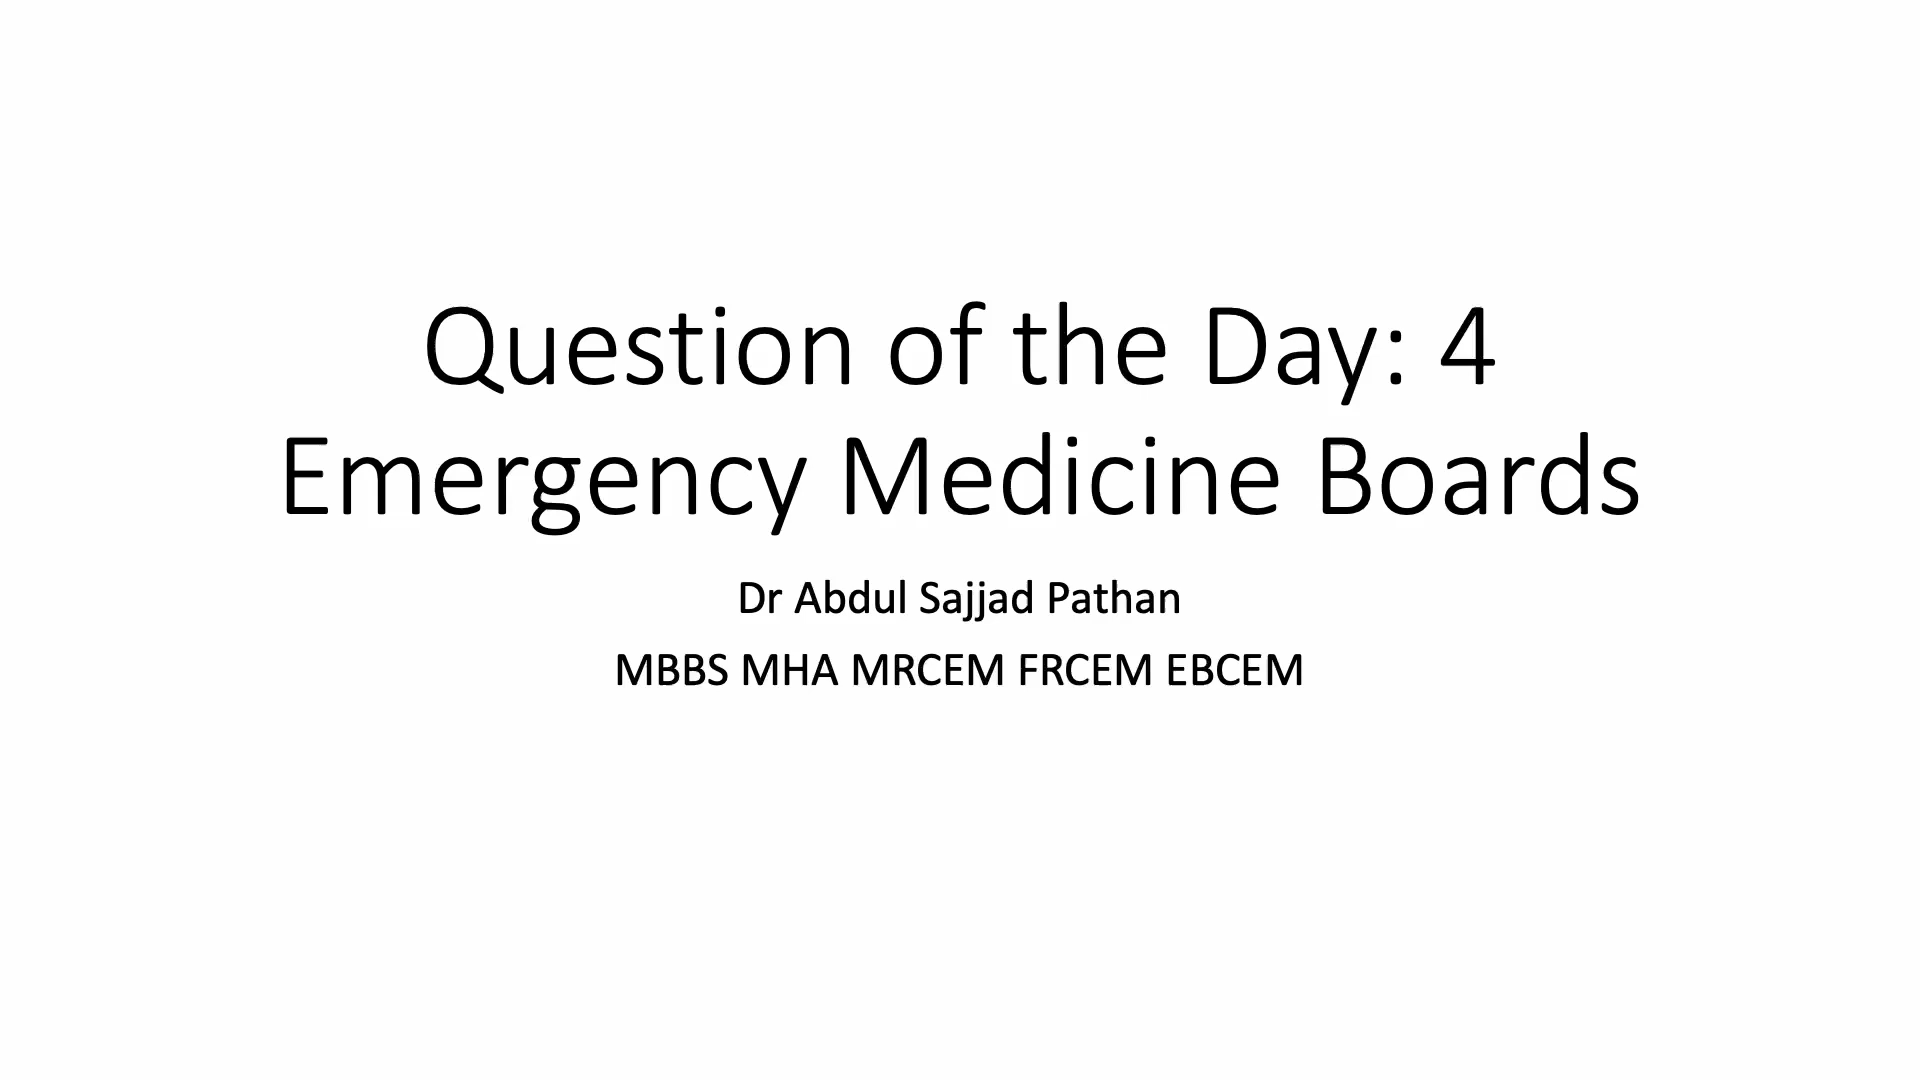 Question of the Day: 4
Emergency Medicine Boards
Dr Abdul Sajjad Pathan
MBBS MHA MRCEM FRCEM EBCEM